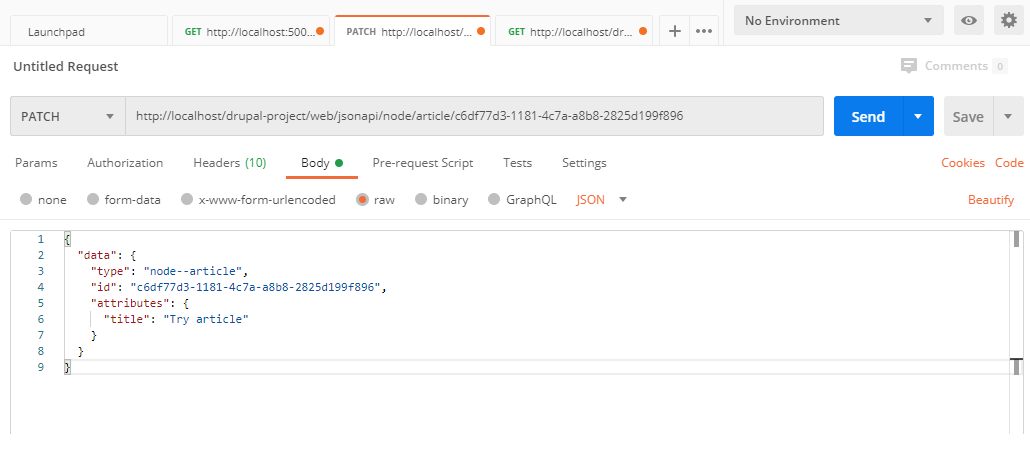 Launchpad GET http://localhost:500... PATCH http://localhost/... GET http://localhost/dr... + ••• No Environment
Untitled Request Comments 0
PATCH http://localhost/drupal-project/web/jsonapi/node/article/c6df77d3-1181-4c7a-a8b8-2825d199f896 Send Save
Params Authorization Headers (10) Body Pre-request Script Tests Settings Cookies Code
none form-data x-www-form-urlencoded raw binary GraphQL JSON Beautify
1 {
2 "data": {
3 "type": "node--article",
4 "id": "c6df77d3-1181-4c7a-a8b8-2825d199f896",
5 "attributes": {
6 "title": "Try article"
7 }
8 }
9 }